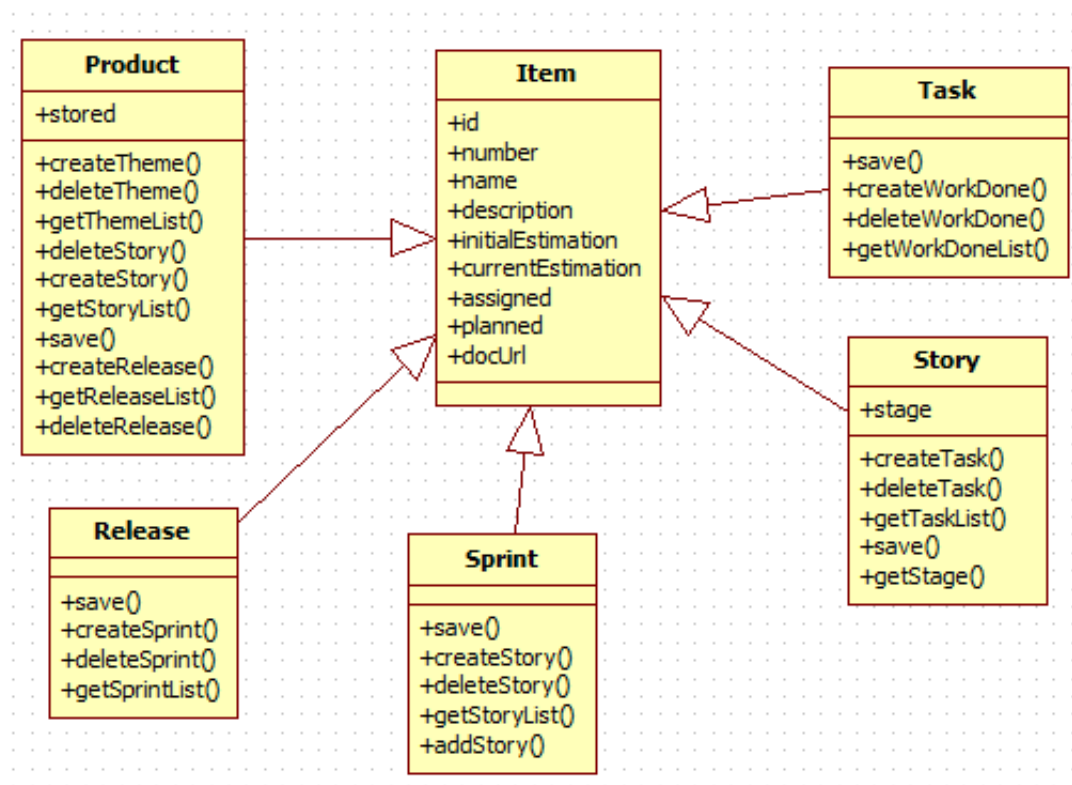 Product
+stored
+createTheme()
+deleteTheme()
+getThemeList()
+deleteStory()
+createStory()
+getStoryList()
+save()
+createRelease()
+getReleaseList()
+deleteRelease()
Item
+id
+number
+name
+description
+initialEstimation
+currentEstimation
+assigned
+planned
+docUrl
Task
+save()
+createWorkDone()
+deleteWorkDone()
+getWorkDoneList()
Story
+stage
+createTask()
+deleteTask()
+getTaskList()
+save()
+getStage()
Release
+save()
+createSprint()
+deleteSprint()
+getSprintList()
Sprint
+save()
+createStory()
+deleteStory()
+getStoryList()
+addStory()